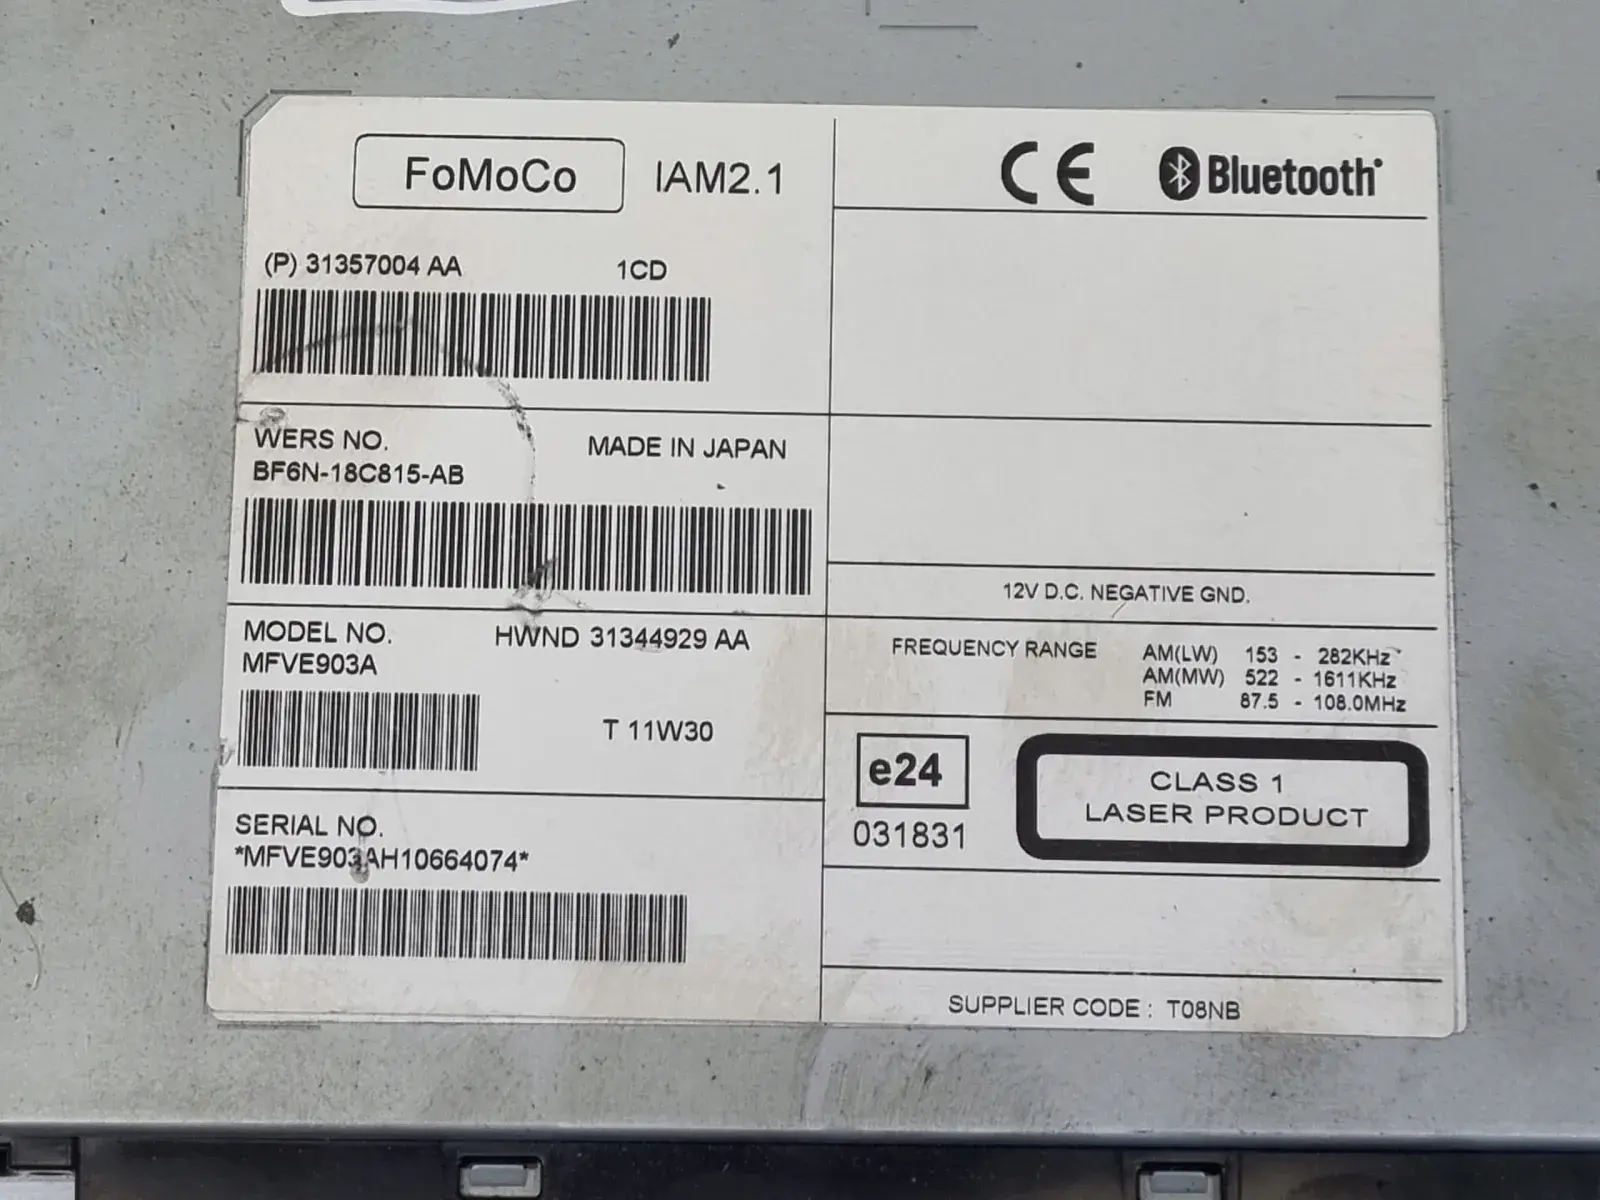 FoMoCo IAM2.1
(P) 31357004 AA 1CD
WERS NO. MADE IN JAPAN
BF6N-18C815-AB
MODEL NO. HWND 31344929 AA
MFVE903A
T 11W30
SERIAL NO.
*MFVE903AH10664074*
CE Bluetooth
12V D.C. NEGATIVE GND.
FREQUENCY RANGE AM(LW) 153 - 282KHz
AM(MW) 522 - 1611KHz
FM 87.5 - 108.0MHz
e24
031831
CLASS 1
LASER PRODUCT
SUPPLIER CODE : T08NB